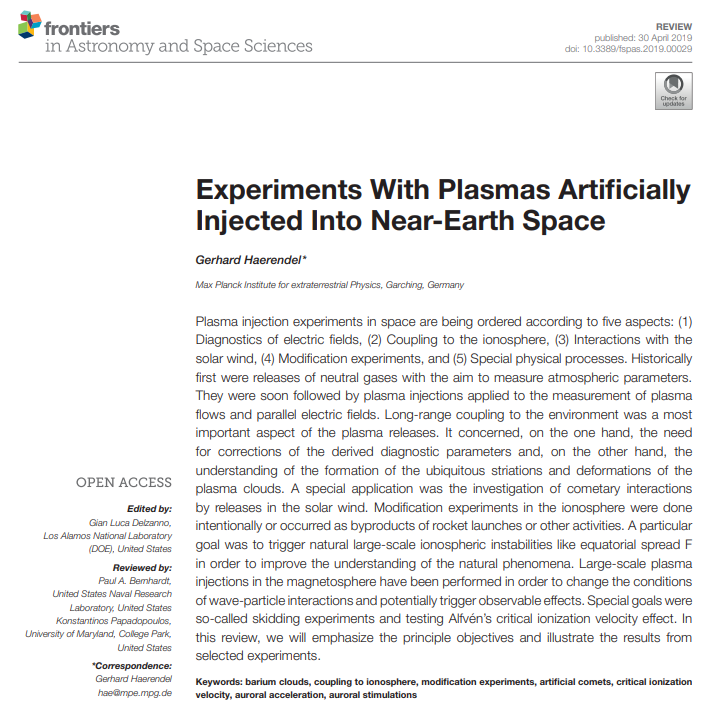 frontiers
in Astronomy and Space Sciences
REVIEW
published: 30 April 2019
doi: 10.3389/fspas.2019.00029
Check for
updates
Experiments With Plasmas Artificially
Injected Into Near-Earth Space
Gerhard Haerendel*
Max Planck Institute for extraterrestrial Physics, Garching, Germany
Plasma injection experiments in space are being ordered according to five aspects: (1)
Diagnostics of electric fields, (2) Coupling to the ionosphere, (3) Interactions with the
solar wind, (4) Modification experiments, and (5) Special physical processes. Historically
first were releases of neutral gases with the aim to measure atmospheric parameters.
They were soon followed by plasma injections applied to the measurement of plasma
flows and parallel electric fields. Long-range coupling to the environment was a most
important aspect of the plasma releases. It concerned, on the one hand, the need
for corrections of the derived diagnostic parameters and, on the other hand, the
understanding of the formation of the ubiquitous striations and deformations of the
plasma clouds. A special application was the investigation of cometary interactions
by releases in the solar wind. Modification experiments in the ionosphere were done
intentionally or occurred as byproducts of rocket launches or other activities. A particular
goal was to trigger natural large-scale ionospheric instabilities like equatorial spread F
in order to improve the understanding of the natural phenomena. Large-scale plasma
injections in the magnetosphere have been performed in order to change the conditions
of wave-particle interactions and potentially trigger observable effects. Special goals were
so-called skidding experiments and testing Alfvén's critical ionization velocity effect. In
this review, we will emphasize the principle objectives and illustrate the results from
selected experiments.
Keywords: barium clouds, coupling to ionosphere, modification experiments, artificial comets, critical ionization
velocity, auroral acceleration, auroral stimulations
OPEN ACCESS
Edited by:
Gian Luca Delzanno,
Los Alamos National Laboratory
(DOE), United States
Reviewed by:
Paul A. Bernhardt,
United States Naval Research
Laboratory, United States
Konstantinos Papadopoulos,
University of Maryland, College Park,
United States
*Correspondence:
Gerhard Haerendel
hae@mpe.mpg.de